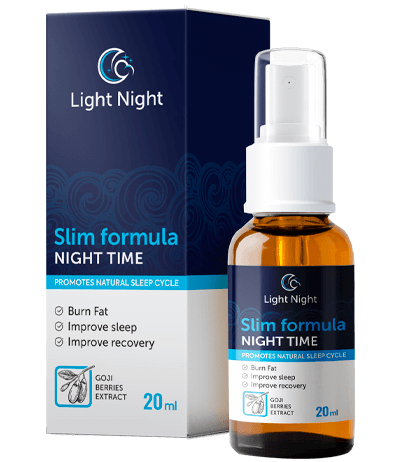 Light Night
Slim formula
NIGHT TIME
PROMOTES NATURAL SLEEP CYCLE
Burn Fat
Improve sleep
Improve recovery
GOJI
BERRIES
EXTRACT
20 ml
Light Night
Slim formula
NIGHT TIME
PROMOTES NATURAL SLEEP CYCLE
Burn Fat
Improve sleep
Improve recovery
GOJI
BERRIES
EXTRACT
20 ml